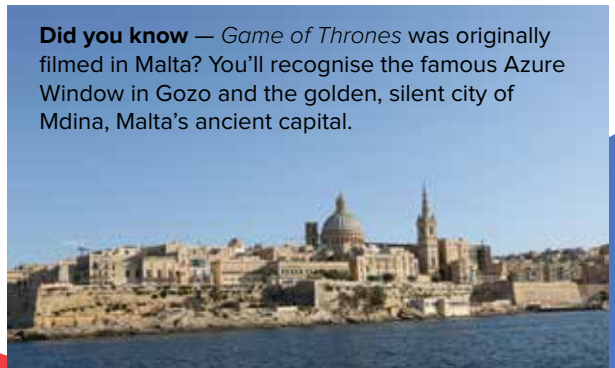 Did you know — Game of Thrones was originally
filmed in Malta? You’ll recognise the famous Azure
Window in Gozo and the golden, silent city of
Mdina, Malta’s ancient capital.